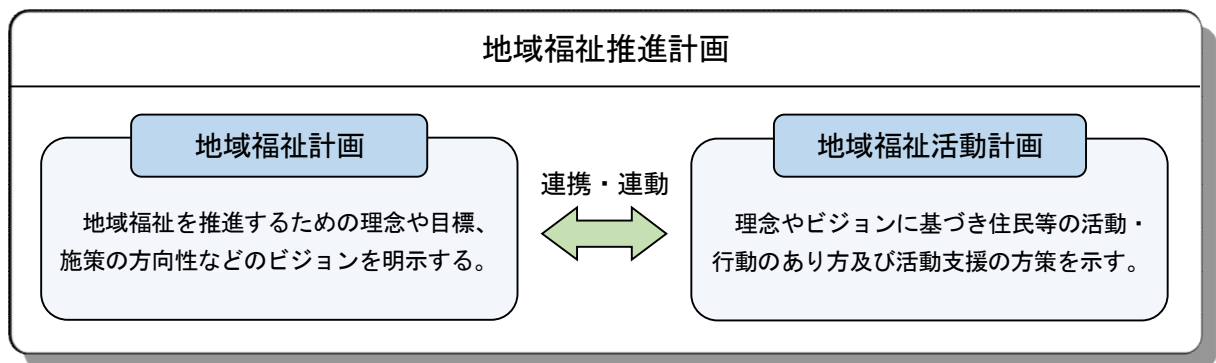 地域福祉推進計画
地域福祉計画
地域福祉を推進するための理念や目標、
施策の方向性などのビジョンを明示する。
連携・連動
地域福祉活動計画
理念やビジョンに基づき住民等の活動・
行動のあり方及び活動支援の方策を示す。